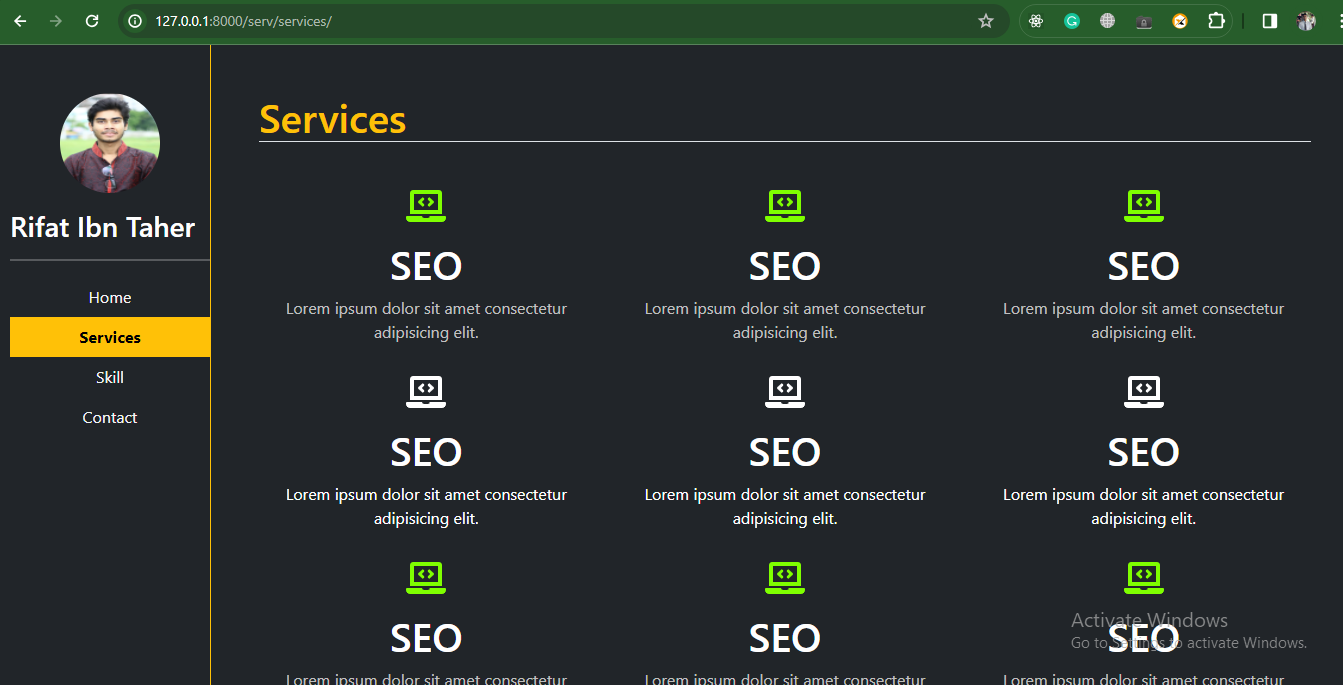 127.0.0.1:8000/serv/services/
Services
Rifat Ibn Taher
Home
Services
Skill
Contact
SEO SEO SEO
Lorem ipsum dolor sit amet consectetur Lorem ipsum dolor sit amet consectetur Lorem ipsum dolor sit amet consectetur
adipisicing elit. adipisicing elit. adipisicing elit.
SEO SEO SEO
Lorem ipsum dolor sit amet consectetur Lorem ipsum dolor sit amet consectetur Lorem ipsum dolor sit amet consectetur
adipisicing elit. adipisicing elit. adipisicing elit.
SEO SEO SEO
Lorem ipsum dolor sit amet consectetur Lorem ipsum dolor sit amet consectetur Lorem ipsum dolor sit amet consectetur
Activate Windows
Go to Settings to activate Windows.